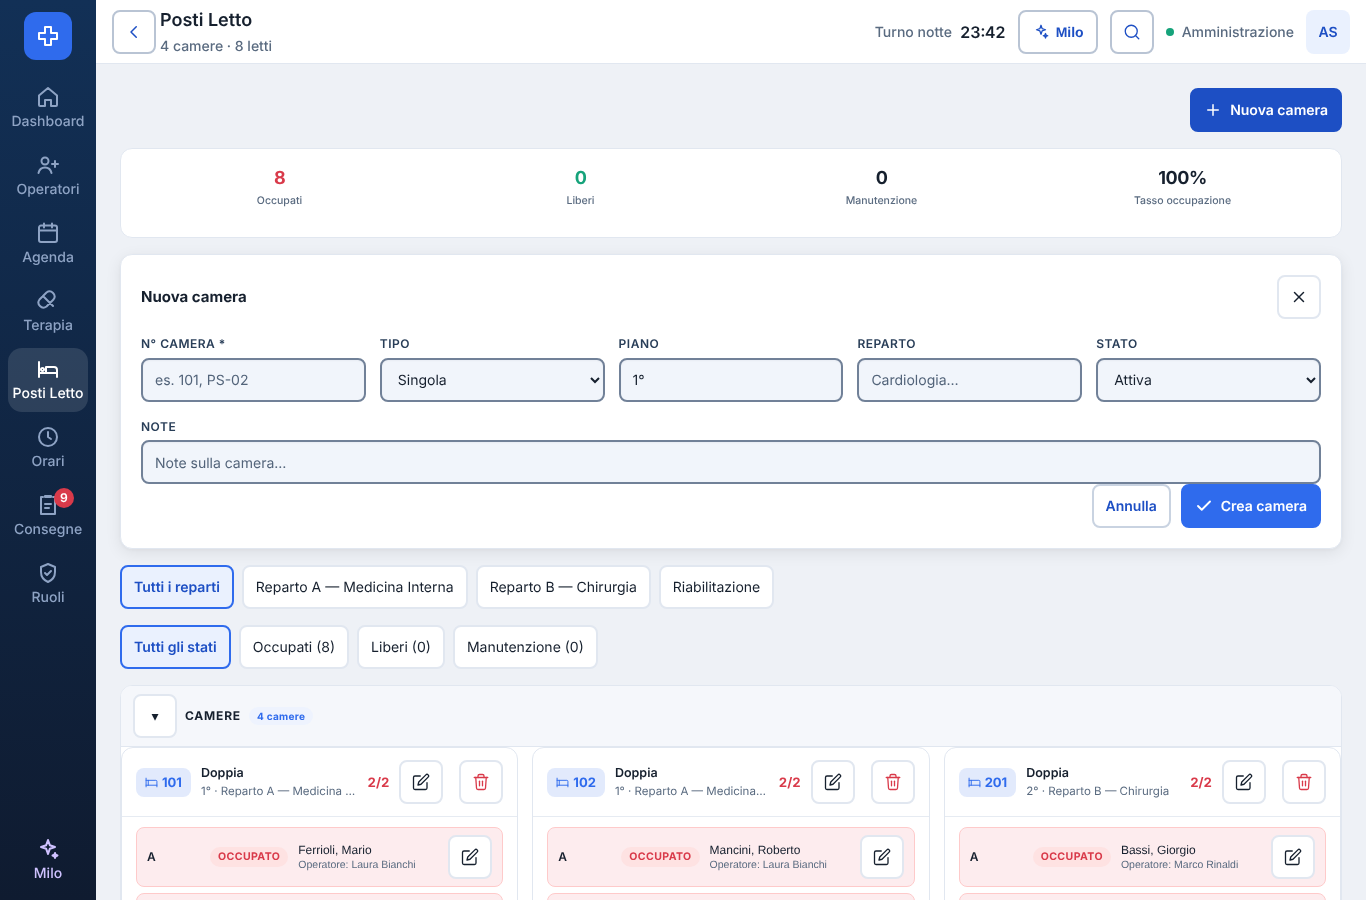 Posti Letto
4 camere · 8 letti
Turno notte 23:42
Milo
Amministrazione
AS
Dashboard
Operatori
Agenda
Terapia
Posti Letto
Orari
9
Consegne
Ruoli
Milo
Nuova camera
8
Occupati
0
Liberi
0
Manutenzione
100%
Tasso occupazione
Nuova camera
N° CAMERA *
TIPO
PIANO
REPARTO
STATO
es. 101, PS-02
Singola
1°
Cardiologia...
Attiva
NOTE
Note sulla camera...
Annulla
Crea camera
Tutti i reparti
Reparto A — Medicina Interna
Reparto B — Chirurgia
Riabilitazione
Tutti gli stati
Occupati (8)
Liberi (0)
Manutenzione (0)
▼ CAMERE 4 camere
101
Doppia
1° · Reparto A — Medicina ...
2/2
A
OCCUPATO
Ferrioli, Mario
Operatore: Laura Bianchi
102
Doppia
1° · Reparto A — Medicina...
2/2
A
OCCUPATO
Mancini, Roberto
Operatore: Laura Bianchi
201
Doppia
2° · Reparto B — Chirurgia
2/2
A
OCCUPATO
Bassi, Giorgio
Operatore: Marco Rinaldi